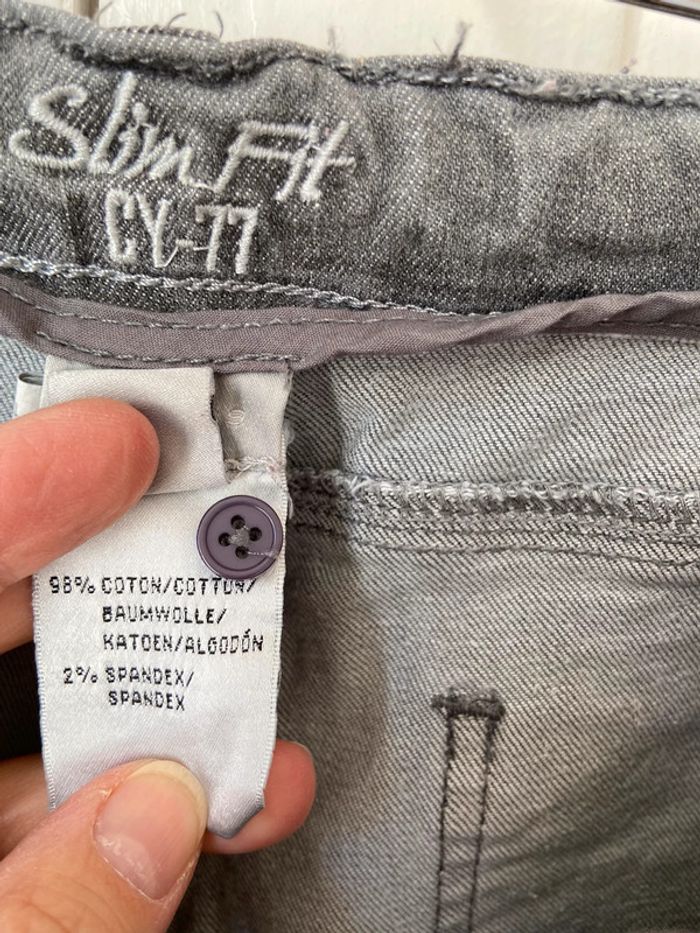 Slim Fit
CY-77
98% COTON/COTTON/
BAUMWOLLE/
KATOEN/ALGODÓN
2% SPANDEX/
SPANDEX